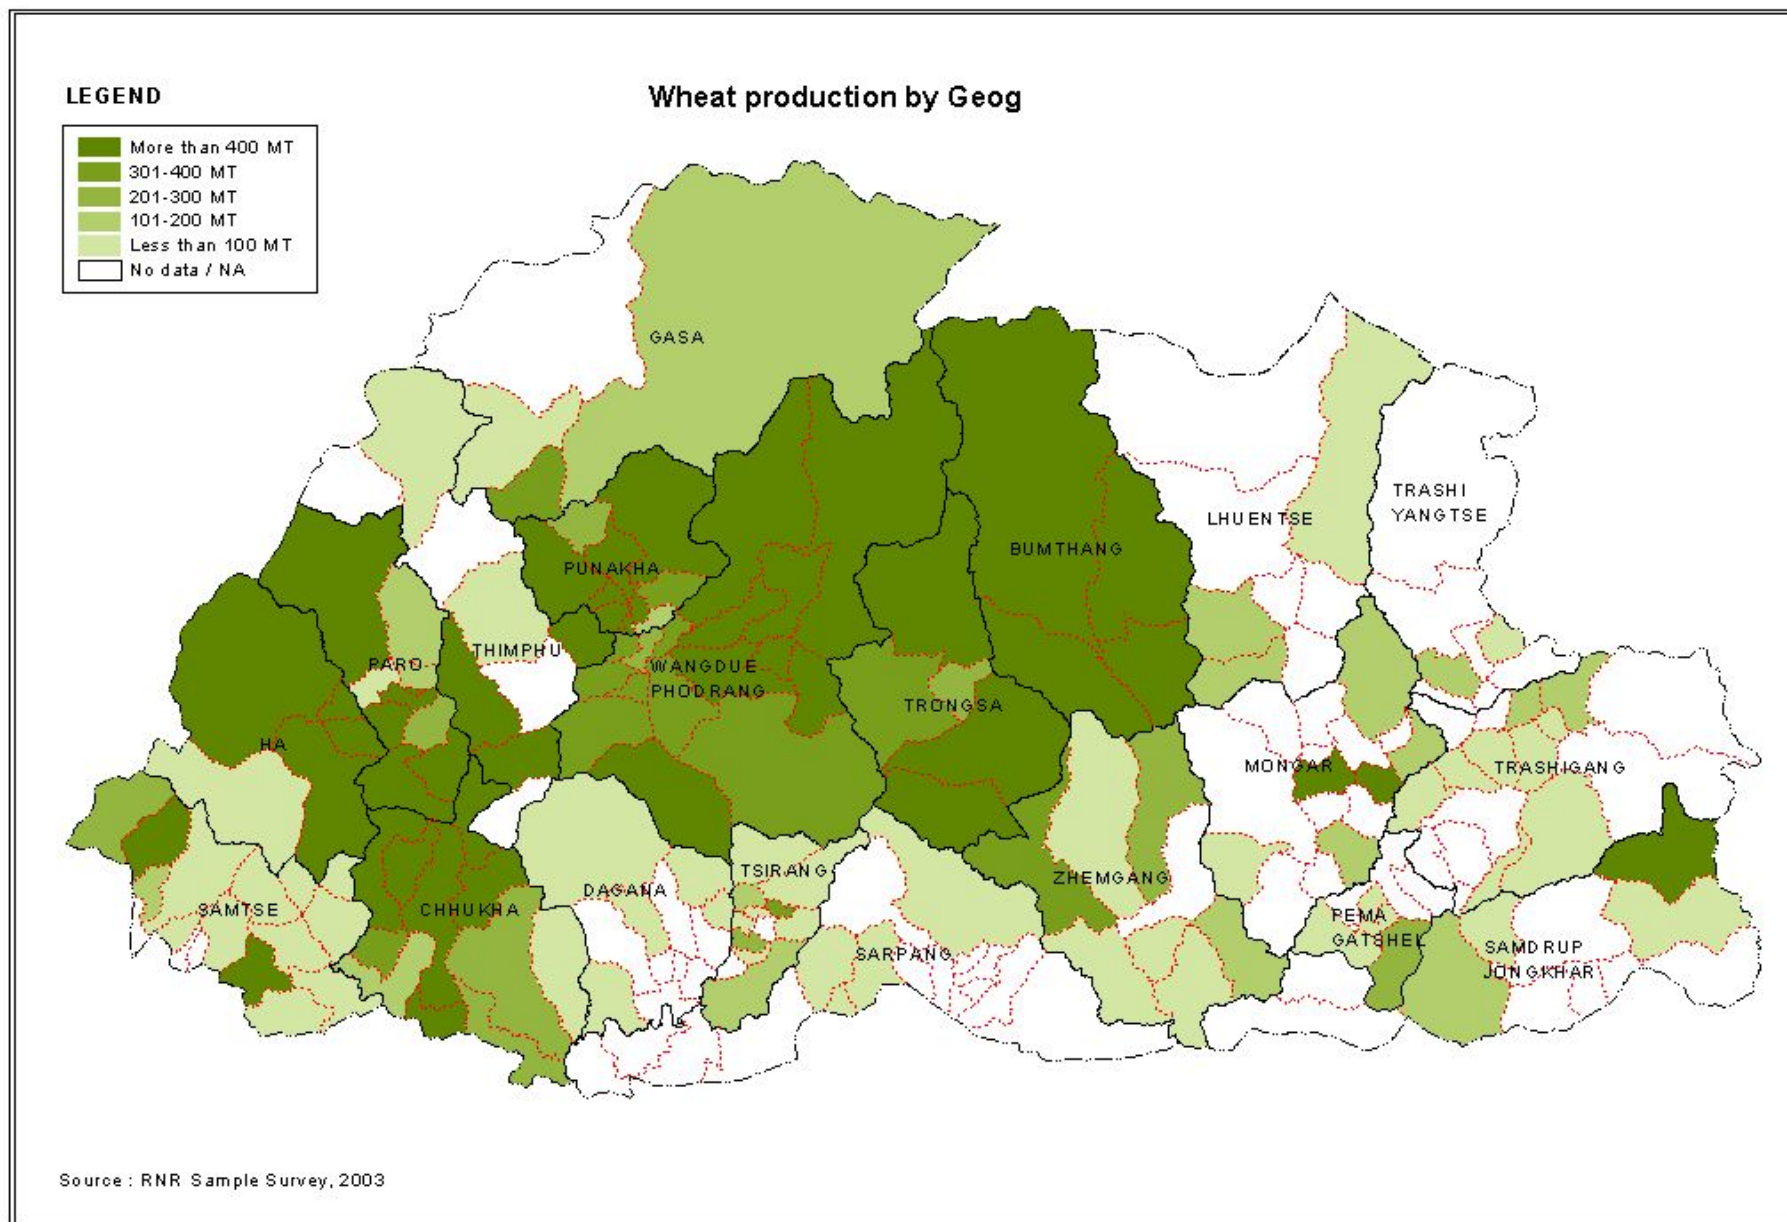 LEGEND
Wheat production by Geog
More than 400 MT
301-400 MT
201-300 MT
101-200 MT
Less than 100 MT
No data / NA
GASA
TRASHI
YANGTSE
LHUENTSE
BUMTHANG
PUNAKHA
THIMPHU
PARO
WANGDUE
PHODRANG
TRONGSA
HA
MONGAR
TRASHIGANG
TSIRANG
ZHEMGANG
DAGANA
SAMTSE
CHHUKHA
PEMA
GATSHEL
SARPANG
SAMDRUP
JONGKHAR
Source : RNR Sample Survey, 2003